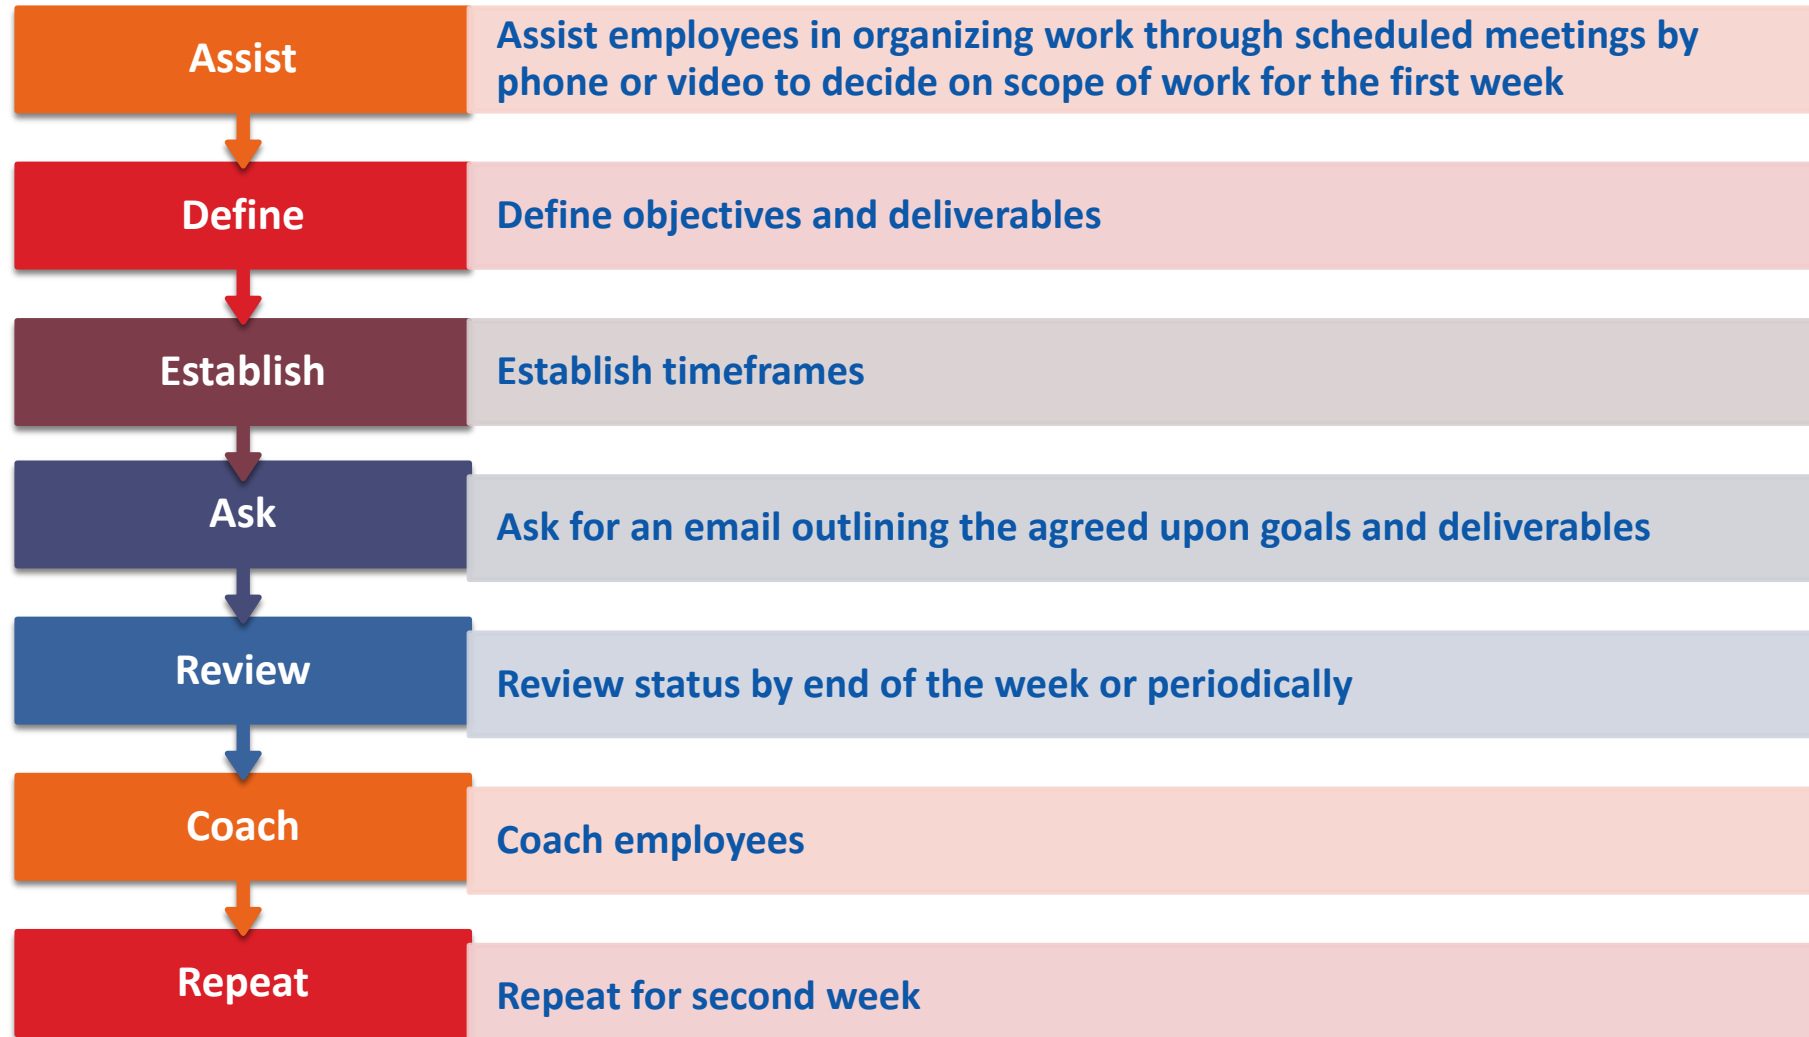 Assist
Assist employees in organizing work through scheduled meetings by
phone or video to decide on scope of work for the first week
Define
Define objectives and deliverables
Establish
Establish timeframes
Ask
Ask for an email outlining the agreed upon goals and deliverables
Review
Review status by end of the week or periodically
Coach
Coach employees
Repeat
Repeat for second week